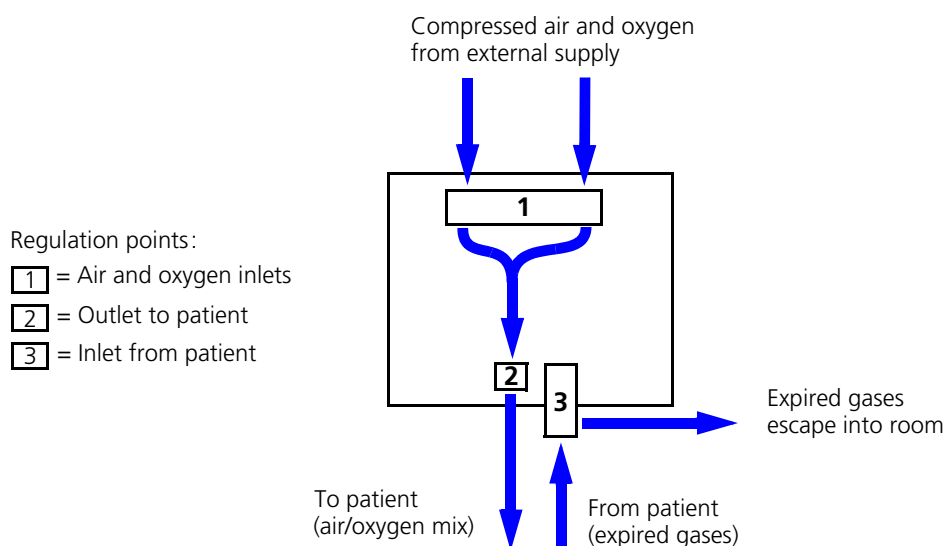 Compressed air and oxygen
from external supply
1
Regulation points:
1 = Air and oxygen inlets
2 = Outlet to patient
3 = Inlet from patient
2
3
Expired gases
escape into room
To patient
(air/oxygen mix)
From patient
(expired gases)